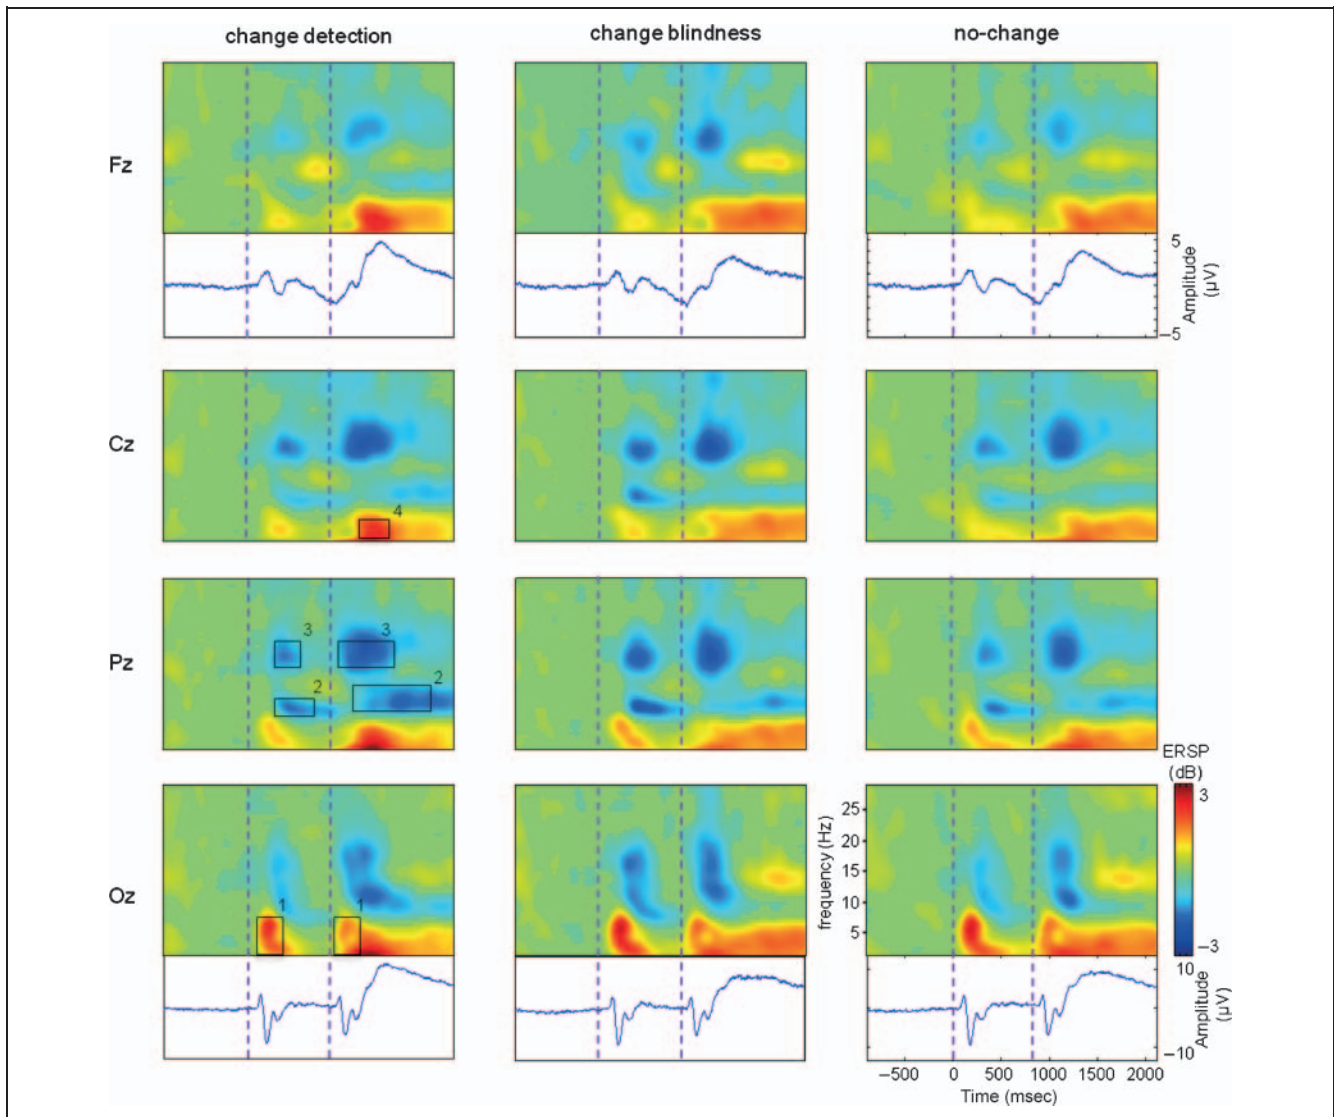 change detection
change blindness
no-change
Fz
5
Amplitude
(μV)
–5
Cz
4
Pz
3
3
2
2
ERSP
(dB)
3
–3
Oz
1
1
frequency (Hz)
25
20
15
10
5
10
Amplitude
(μV)
–10
–500
0
500
1000
1500
2000
Time (msec)